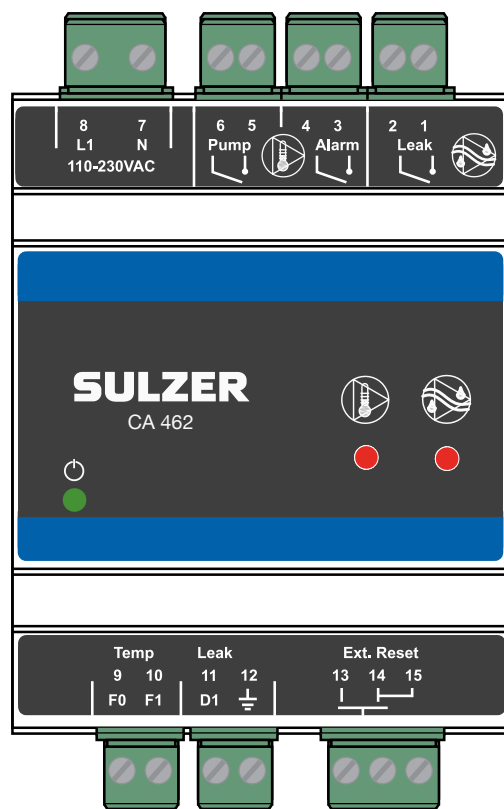 8 7 6 5 4 3 2 1
L1 N Pump Alarm Leak
110-230VAC
SULZER
CA 462
Temp Leak Ext. Reset
9 10 11 12 13 14 15
F0 F1 D1